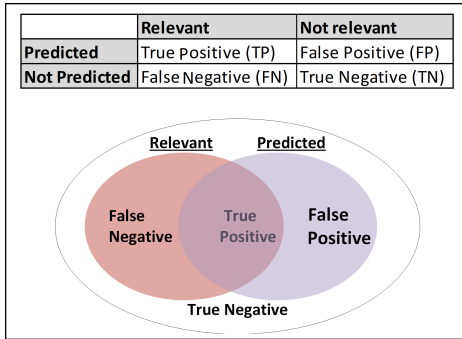 Relevant Not relevant
Predicted True Positive (TP) False Positive (FP)
Not Predicted False Negative (FN) True Negative (TN)
Relevant Predicted
False Negative
True Positive
False Positive
True Negative